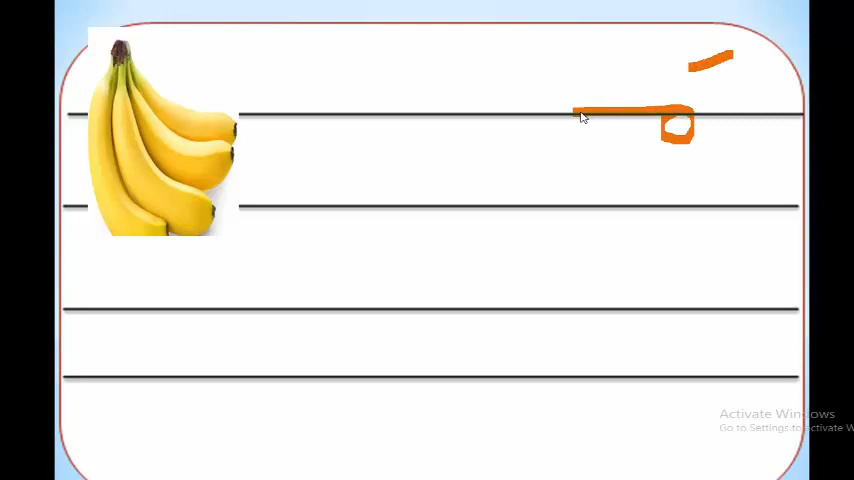 مَـ
Activate Windows
Go to Settings to activate W